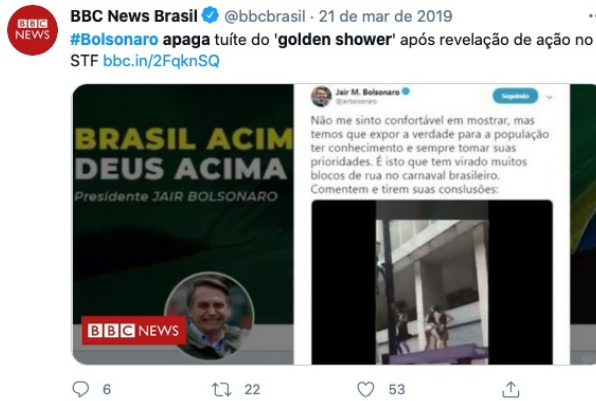 BBC NEWS
BBC News Brasil @bbcbrasil · 21 de mar de 2019
#Bolsonaro apaga tuíte do 'golden shower' após revelação de ação no
STF bbc.in/2FqknSQ
BRASIL ACIM
DEUS ACIMA
Presidente JAIR BOLSONARO
BBC NEWS
Jair M. Bolsonaro
@jairbolsonaro
Seguindo
Não me sinto confortável em mostrar, mas
temos que expor a verdade para a população
ter conhecimento e sempre tomar suas
prioridades. É isto que tem virado muitos
blocos de rua no carnaval brasileiro.
Comentem e tirem suas conslusões:
6 22 53